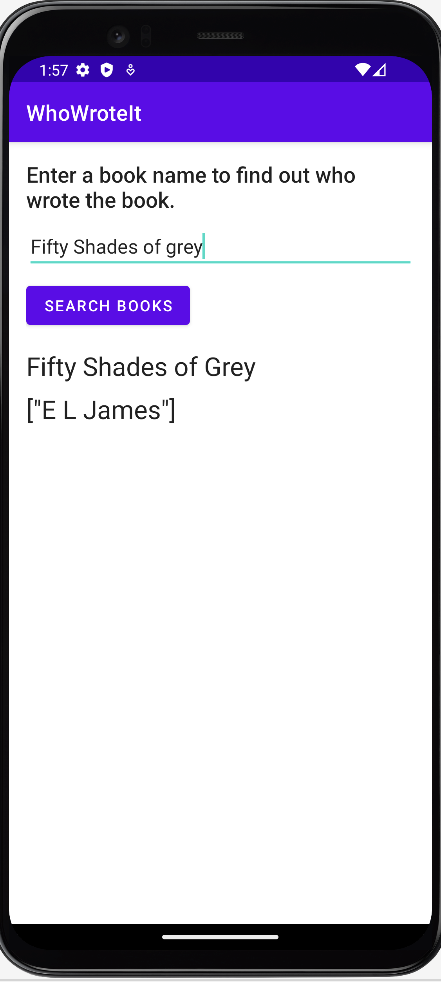 1:57
WhoWroteIt
Enter a book name to find out who
wrote the book.
Fifty Shades of grey
SEARCH BOOKS
Fifty Shades of Grey
["E L James"]